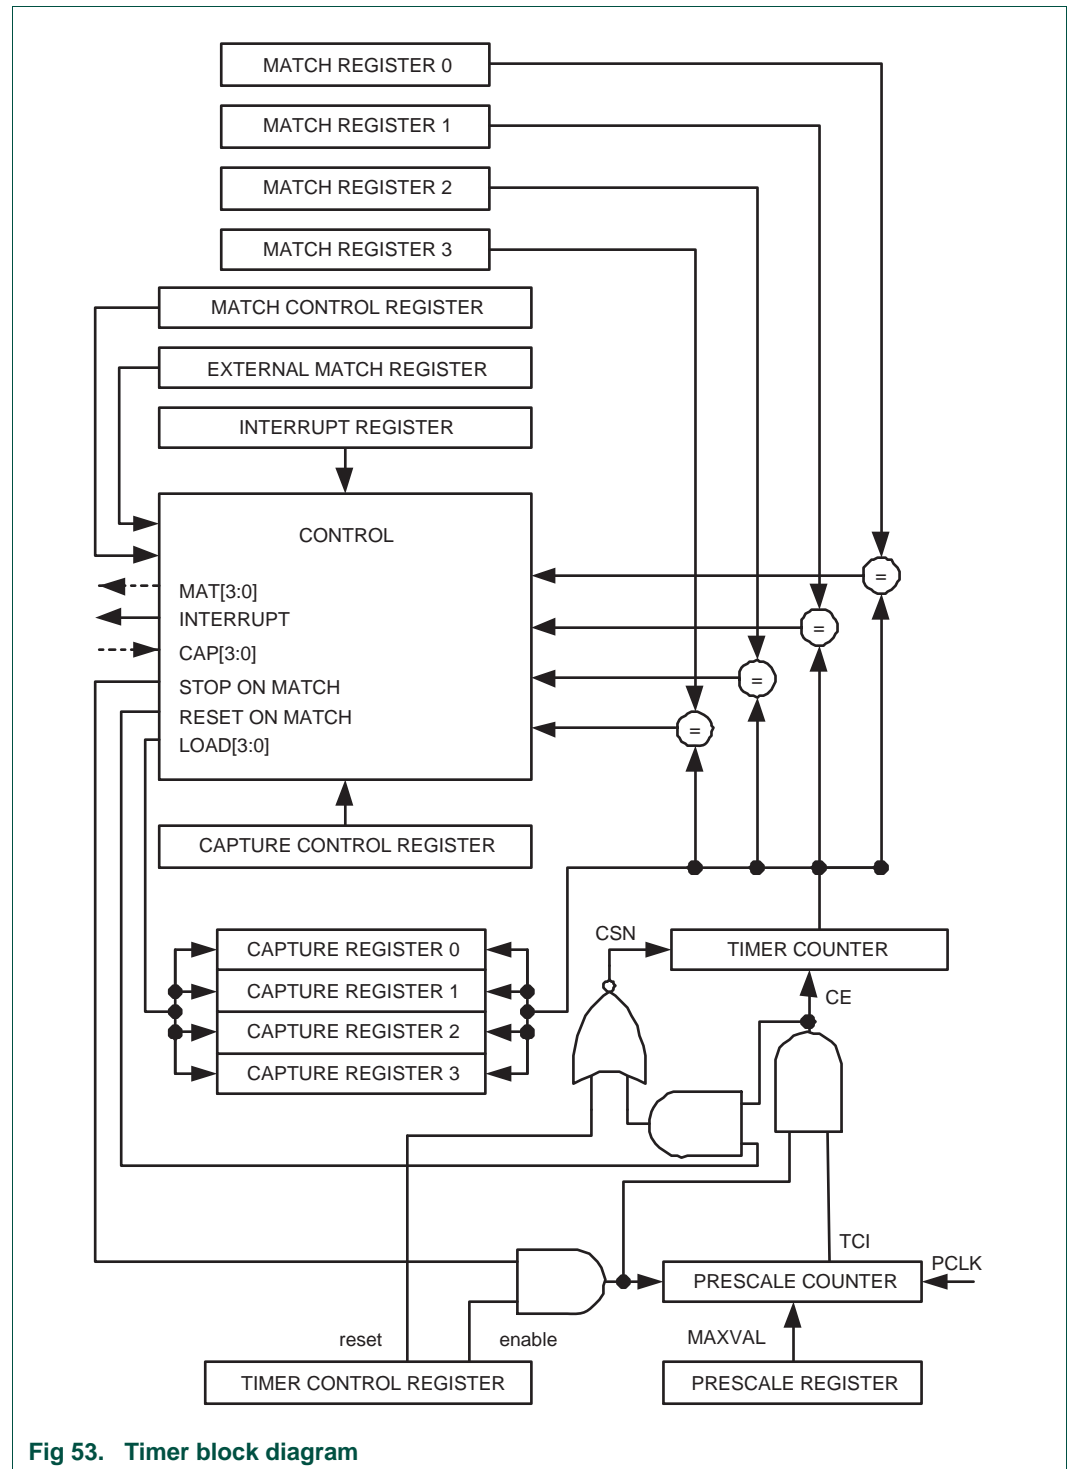 MATCH REGISTER 0
MATCH REGISTER 1
MATCH REGISTER 2
MATCH REGISTER 3
MATCH CONTROL REGISTER
EXTERNAL MATCH REGISTER
INTERRUPT REGISTER
CONTROL
MAT[3:0]
INTERRUPT
CAP[3:0]
STOP ON MATCH
RESET ON MATCH
LOAD[3:0]
=
=
=
=
CAPTURE CONTROL REGISTER
CAPTURE REGISTER 0
CAPTURE REGISTER 1
CAPTURE REGISTER 2
CAPTURE REGISTER 3
CSN
TIMER COUNTER
CE
TCI
PCLK
PRESCALE COUNTER
MAXVAL
reset
enable
TIMER CONTROL REGISTER
PRESCALE REGISTER
Fig 53. Timer block diagram